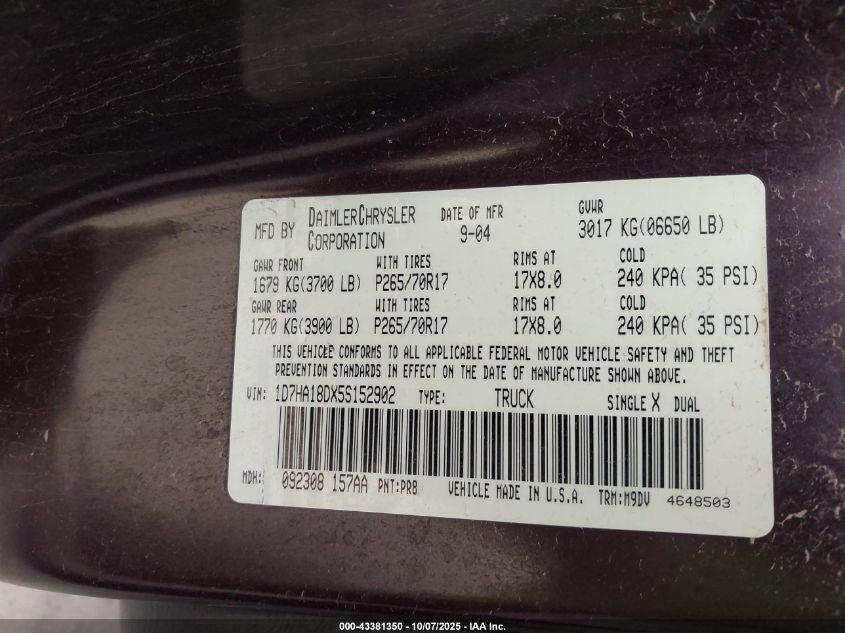 MFD BY DAIMLERCHRYSLER CORPORATION DATE OF MFR 9-04 GVWR 3017 KG(06650 LB)
GAWR FRONT WITH TIRES RIMS AT COLD
1679 KG(3700 LB) P265/70R17 17X8.0 240 KPA( 35 PSI)
GAWR REAR WITH TIRES RIMS AT COLD
1770 KG(3900 LB) P265/70R17 17X8.0 240 KPA( 35 PSI)
THIS VEHICLE CONFORMS TO ALL APPLICABLE FEDERAL MOTOR VEHICLE SAFETY AND THEFT
PREVENTION STANDARDS IN EFFECT ON THE DATE OF MANUFACTURE SHOWN ABOVE.
VIN: 1D7HA18DX5S152902 TYPE: TRUCK SINGLE X DUAL
MDH: 092308 157AA PNT:PR8 VEHICLE MADE IN U.S.A. TRM:M9DV 4648503
000-43381350 - 10/07/2025 - IAA Inc.